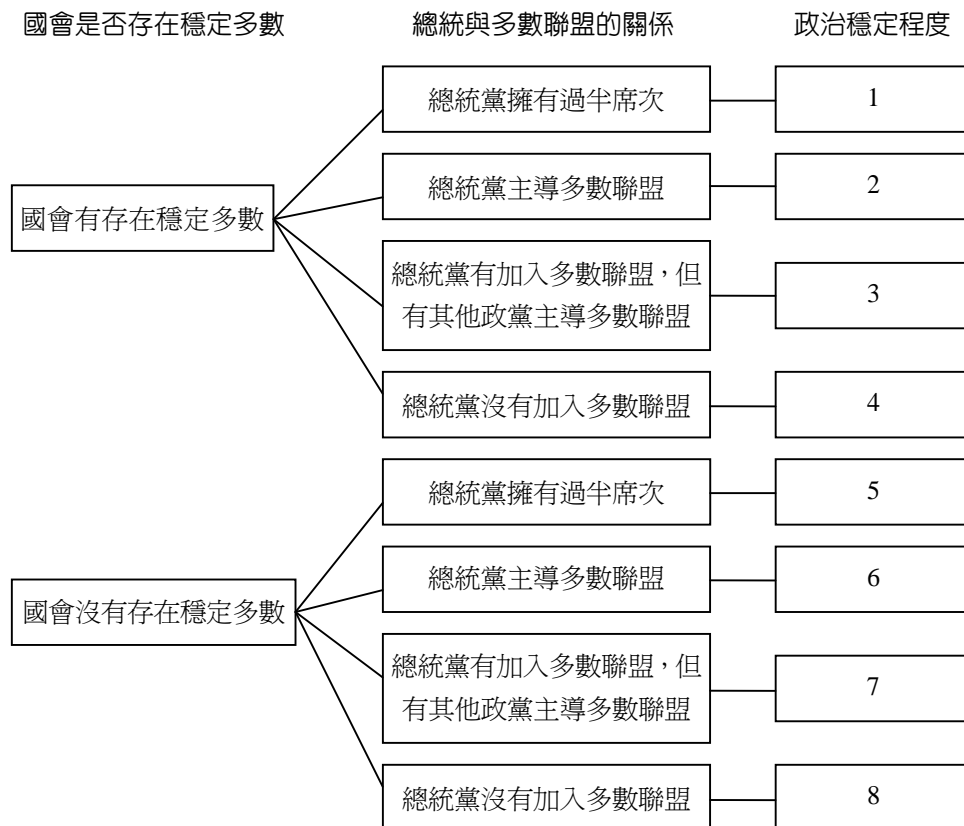 國會是否存在穩定多數
總統與多數聯盟的關係
政治穩定程度
總統黨擁有過半席次
1
總統黨主導多數聯盟
2
國會有存在穩定多數
總統黨有加入多數聯盟，但
有其他政黨主導多數聯盟
3
總統黨沒有加入多數聯盟
4
總統黨擁有過半席次
5
總統黨主導多數聯盟
6
國會沒有存在穩定多數
總統黨有加入多數聯盟，但
有其他政黨主導多數聯盟
7
總統黨沒有加入多數聯盟
8